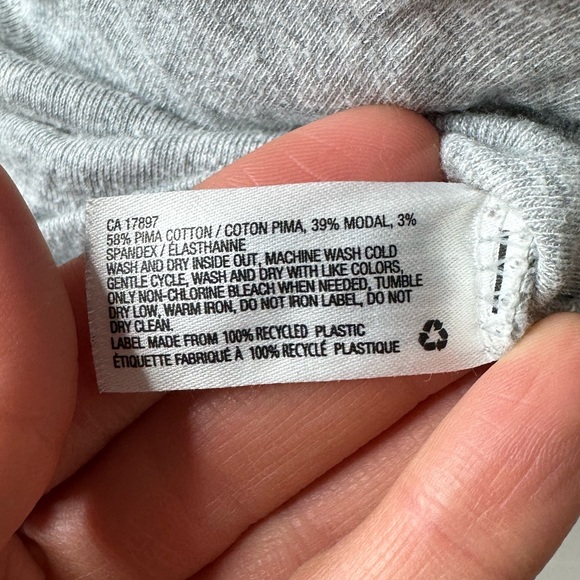 CA 17897
58% PIMA COTTON / COTON PIMA, 39% MODAL, 3%
SPANDEX / ÉLASTHANNE
WASH AND DRY INSIDE OUT, MACHINE WASH COLD
GENTLE CYCLE, WASH AND DRY WITH LIKE COLORS,
ONLY NON-CHLORINE BLEACH WHEN NEEDED, TUMBLE
DRY LOW, WARM IRON, DO NOT IRON LABEL, DO NOT
DRY CLEAN.
LABEL MADE FROM 100% RECYCLED PLASTIC
ÉTIQUETTE FABRIQUÉ À 100% RECYCLÉ PLASTIQUE